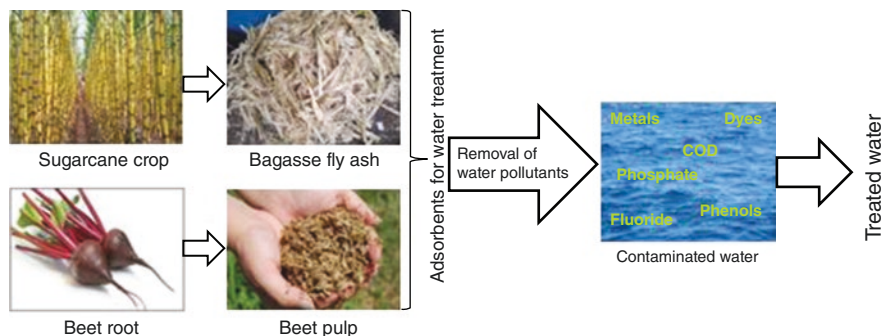 Sugarcane crop
Bagasse fly ash
Beet root
Beet pulp
Adsorbents for water treatment
Removal of
water pollutants
Metals
Dyes
COD
Phosphate
Phenols
Fluoride
Contaminated water
Treated water